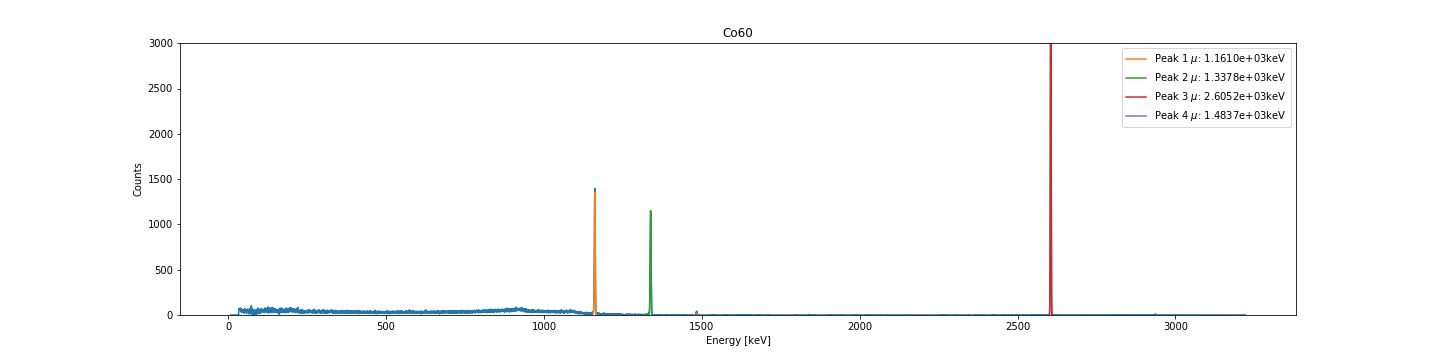 Co60
Peak 1 μ: 1.1610e+03keV
Peak 2 μ: 1.3378e+03keV
Peak 3 μ: 2.6052e+03keV
Peak 4 μ: 1.4837e+03keV
3000
2500
2000
1500
1000
500
0
Counts
0 500 1000 1500 2000 2500 3000
Energy [keV]